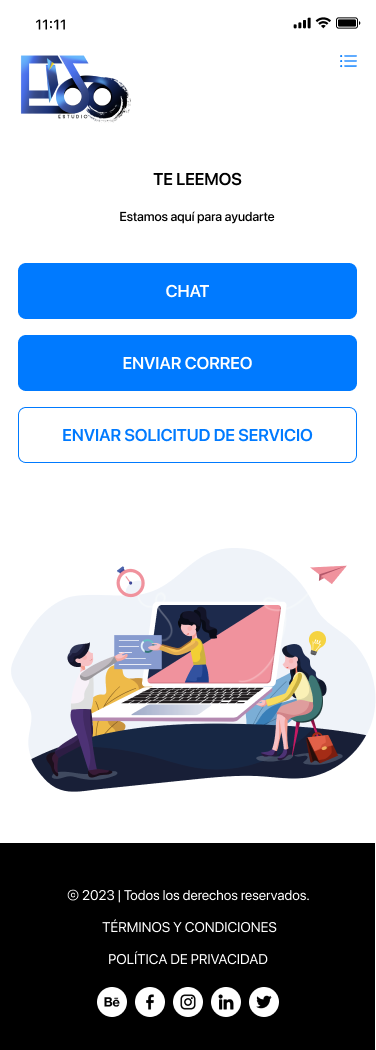 11:11
ESTUDIO
TE LEEMOS
Estamos aquí para ayudarte
CHAT
ENVIAR CORREO
ENVIAR SOLICITUD DE SERVICIO
© 2023 | Todos los derechos reservados.
TÉRMINOS Y CONDICIONES
POLÍTICA DE PRIVACIDAD
Bē
in